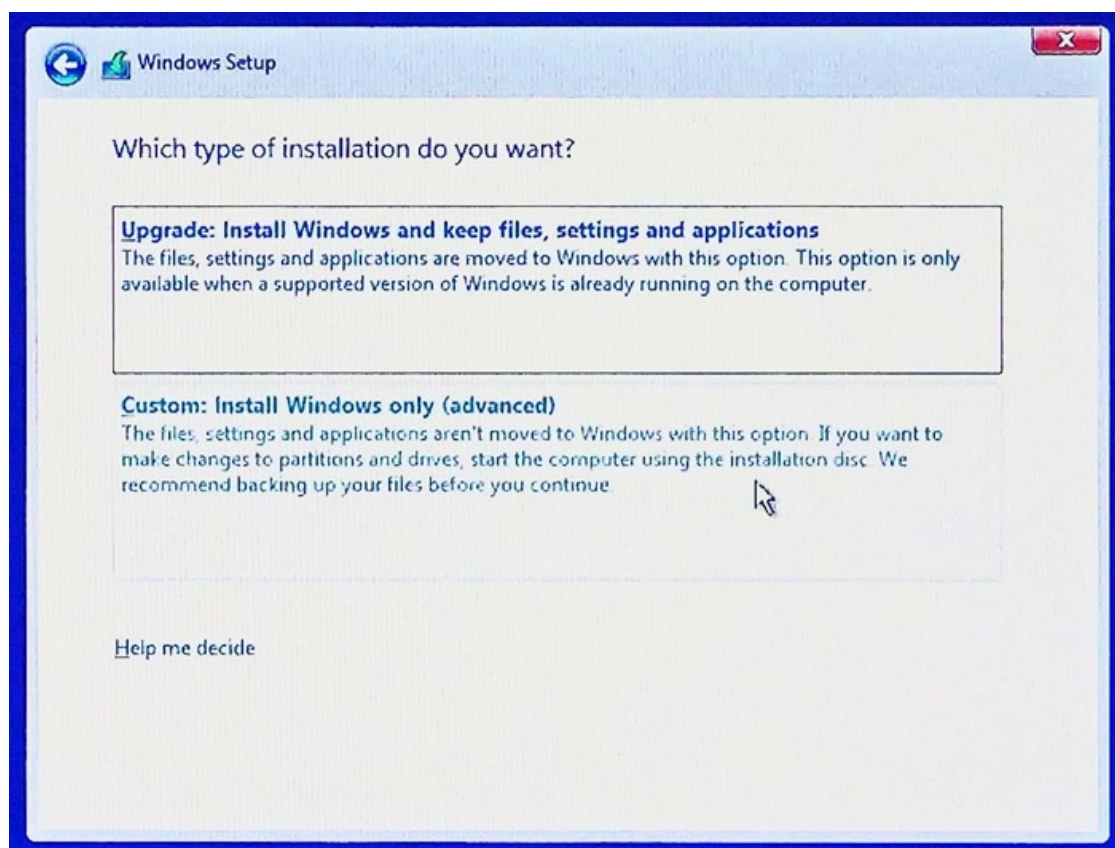 Windows Setup
Which type of installation do you want?
Upgrade: Install Windows and keep files, settings and applications
The files, settings and applications are moved to Windows with this option. This option is only
available when a supported version of Windows is already running on the computer.
Custom: Install Windows only (advanced)
The files, settings and applications aren't moved to Windows with this option. If you want to
make changes to partitions and drives, start the computer using the installation disc. We
recommend backing up your files before you continue.
Help me decide